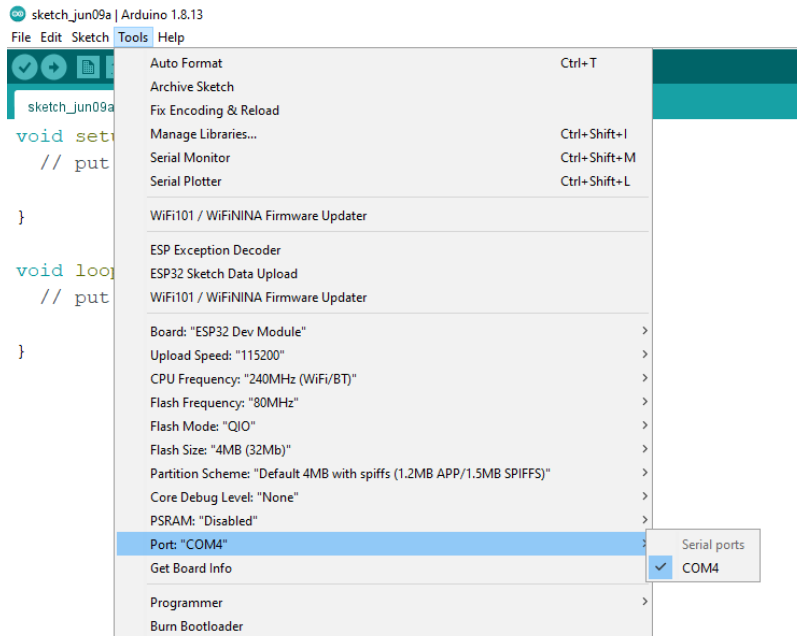 sketch_jun09a | Arduino 1.8.13
File Edit Sketch Tools Help
sketch_jun09a
void
// put
}
void
// put
}
Auto Format Ctrl+T
Archive Sketch
Fix Encoding & Reload
Manage Libraries... Ctrl+Shift+I
Serial Monitor Ctrl+Shift+M
Serial Plotter Ctrl+Shift+L
WiFi101 / WiFiNINA Firmware Updater
ESP Exception Decoder
ESP32 Sketch Data Upload
WiFi101 / WiFiNINA Firmware Updater
Board: "ESP32 Dev Module"
Upload Speed: "115200"
CPU Frequency: "240MHz (WiFi/BT)"
Flash Frequency: "80MHz"
Flash Mode: "QIO"
Flash Size: "4MB (32Mb)"
Partition Scheme: "Default 4MB with spiffs (1.2MB APP/1.5MB SPIFFS)"
Core Debug Level: "None"
PSRAM: "Disabled"
Port: "COM4"
Serial ports
COM4
Get Board Info
Programmer
Burn Bootloader